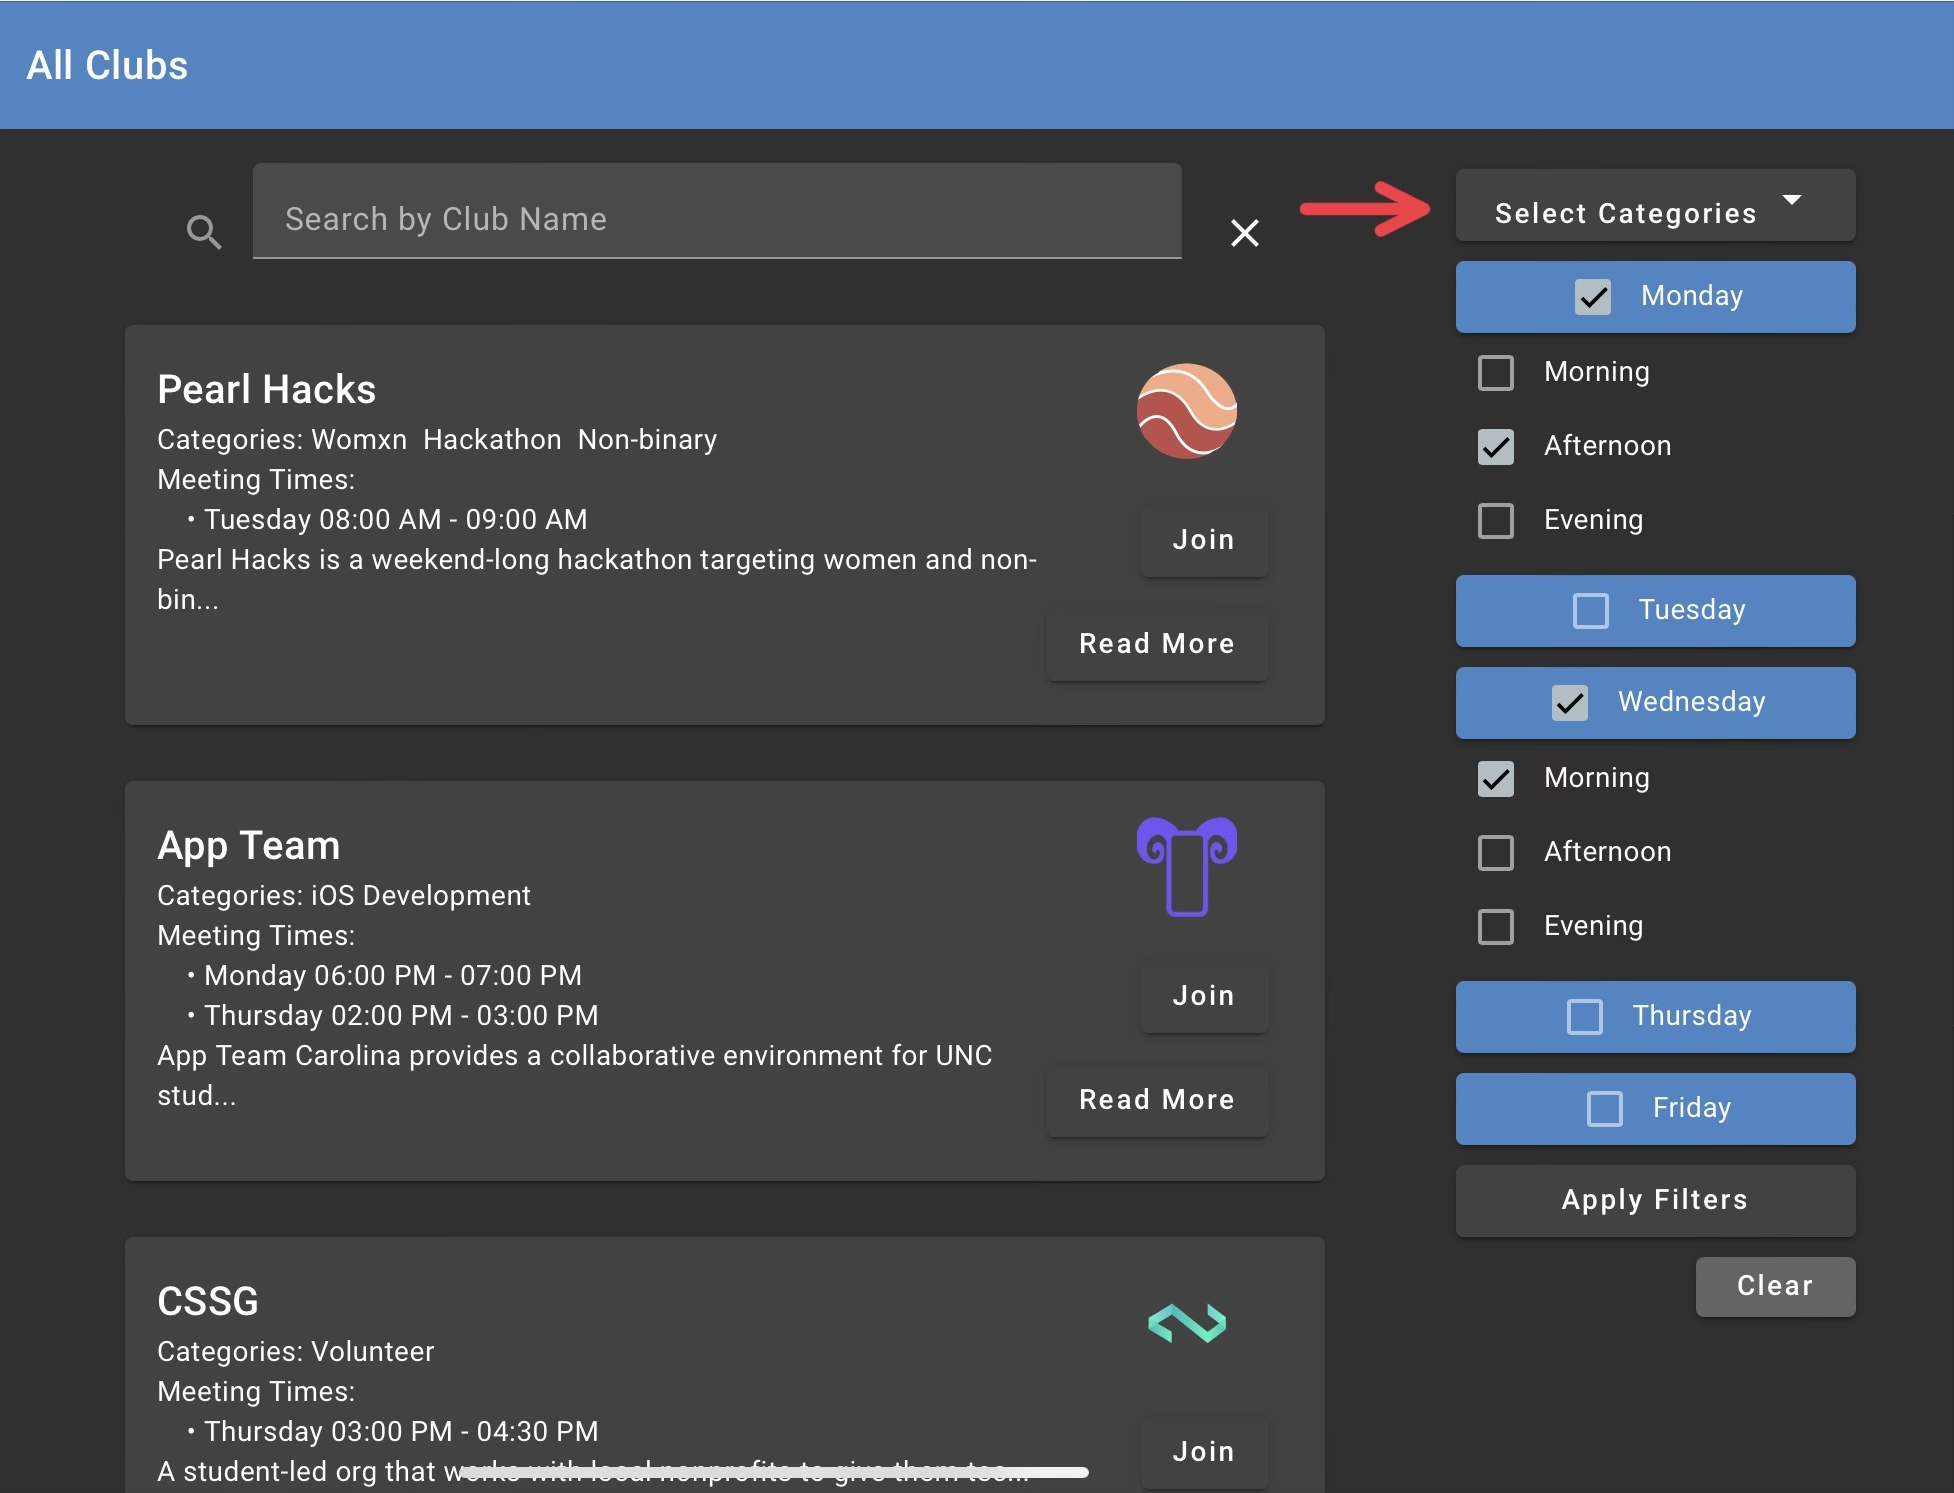 All Clubs
Search by Club Name
Select Categories
Monday
Morning
Afternoon
Evening
Tuesday
Wednesday
Morning
Afternoon
Evening
Thursday
Friday
Apply Filters
Clear
Pearl Hacks
Categories: Womxn Hackathon Non-binary
Meeting Times:
• Tuesday 08:00 AM - 09:00 AM
Pearl Hacks is a weekend-long hackathon targeting women and non-
bin...
Join
Read More
App Team
Categories: iOS Development
Meeting Times:
• Monday 06:00 PM - 07:00 PM
• Thursday 02:00 PM - 03:00 PM
App Team Carolina provides a collaborative environment for UNC
stud...
Join
Read More
CSSG
Categories: Volunteer
Meeting Times:
• Thursday 03:00 PM - 04:30 PM
A student-led org that works with local nonprofits to give them tec...
Join